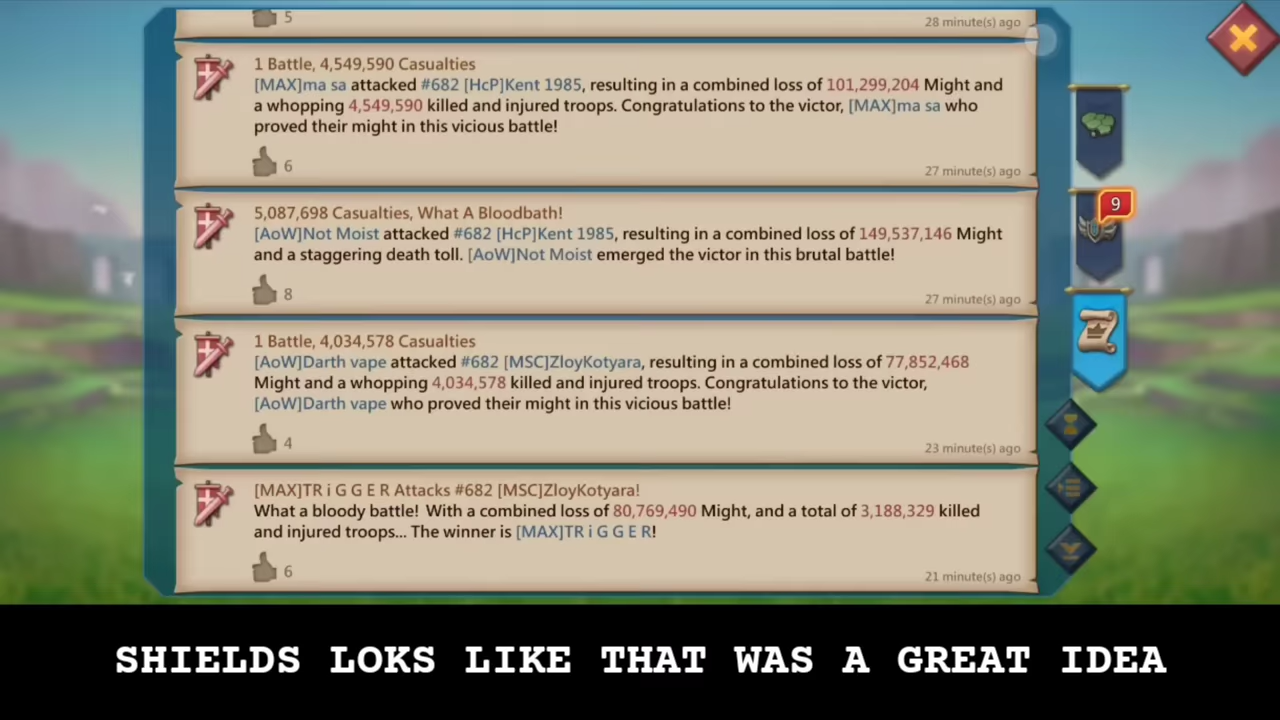 5
28 minute(s) ago
1 Battle, 4,549,590 Casualties
[MAX]ma sa attacked #682 [HcP]Kent 1985, resulting in a combined loss of 101,299,204 Might and
a whopping 4,549,590 killed and injured troops. Congratulations to the victor, [MAX]ma sa who
proved their might in this vicious battle!
6
27 minute(s) ago
5,087,698 Casualties, What A Bloodbath!
[AoW]Not Moist attacked #682 [HcP]Kent 1985, resulting in a combined loss of 149,537,146 Might
and a staggering death toll. [AoW]Not Moist emerged the victor in this brutal battle!
8
27 minute(s) ago
1 Battle, 4,034,578 Casualties
[AoW]Darth vape attacked #682 [MSC]ZloyKotyara, resulting in a combined loss of 77,852,468
Might and a whopping 4,034,578 killed and injured troops. Congratulations to the victor,
[AoW]Darth vape who proved their might in this vicious battle!
4
23 minute(s) ago
[MAX]TR i G G E R Attacks #682 [MSC]ZloyKotyara!
What a bloody battle! With a combined loss of 80,769,490 Might, and a total of 3,188,329 killed
and injured troops... The winner is [MAX]TR i G G E R!
6
21 minute(s) ago
9
SHIELDS LOKS LIKE THAT WAS A GREAT IDEA